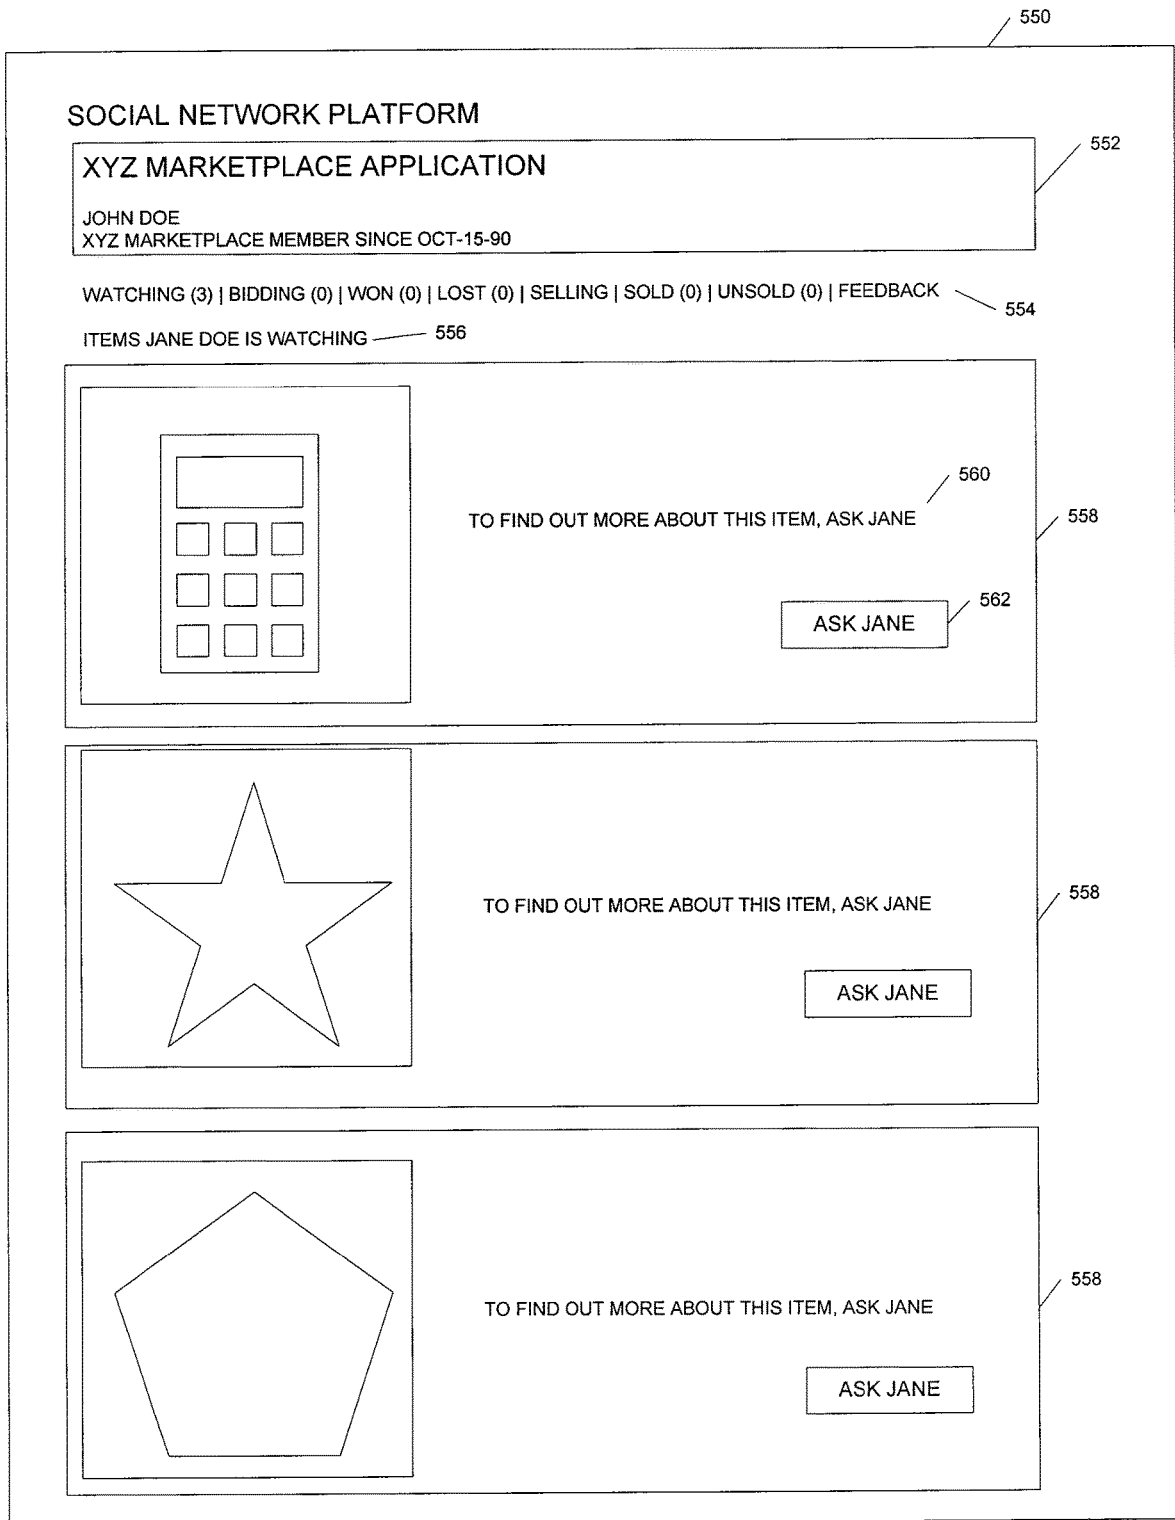 550
SOCIAL NETWORK PLATFORM
XYZ MARKETPLACE APPLICATION
552
JOHN DOE
XYZ MARKETPLACE MEMBER SINCE OCT-15-90
WATCHING (3) | BIDDING (0) | WON (0) | LOST (0) | SELLING | SOLD (0) | UNSOLD (0) | FEEDBACK
554
ITEMS JANE DOE IS WATCHING
556
560
TO FIND OUT MORE ABOUT THIS ITEM, ASK JANE
558
562
ASK JANE
TO FIND OUT MORE ABOUT THIS ITEM, ASK JANE
558
ASK JANE
TO FIND OUT MORE ABOUT THIS ITEM, ASK JANE
558
ASK JANE